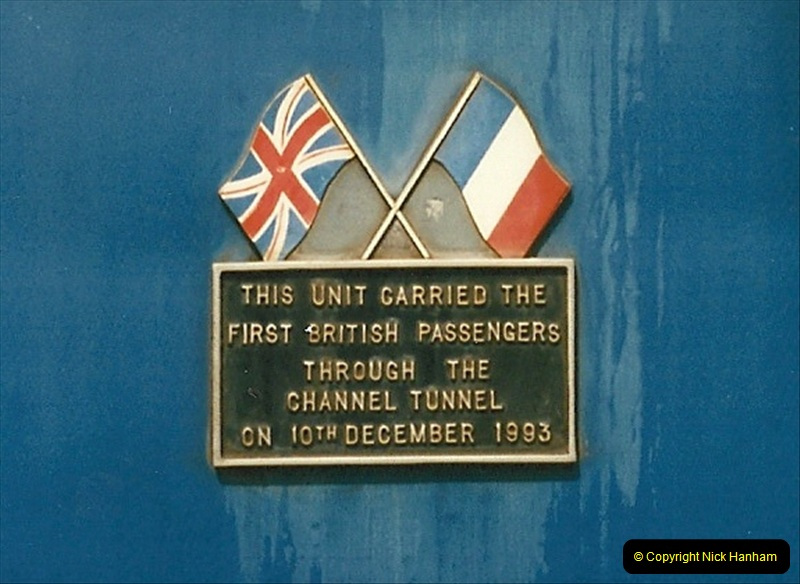 THIS UNIT CARRIED THE
FIRST BRITISH PASSENGERS
THROUGH THE
CHANNEL TUNNEL
ON 10TH DECEMBER 1993
© Copyright Nick Hanham